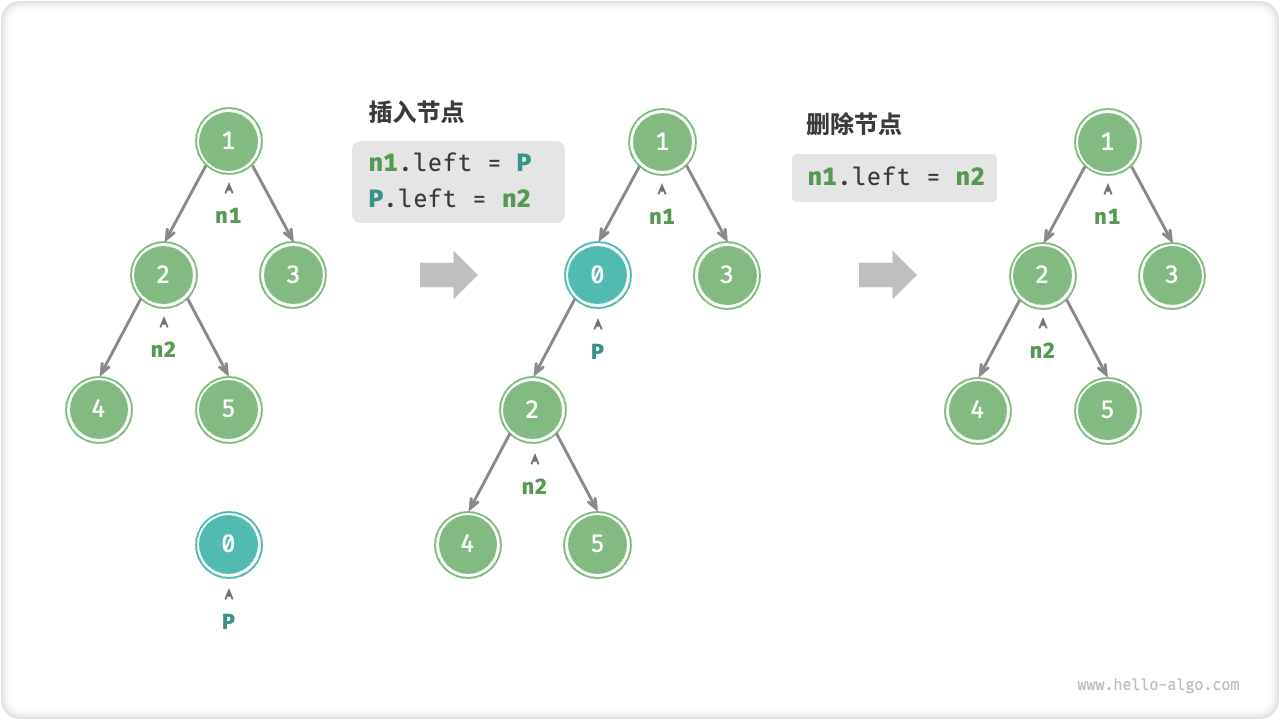 插入节点
n1.left = P
P.left = n2
删除节点
n1.left = n2
1
n1
2
3
n2
4
5
0
P
1
n1
0
3
P
2
n2
4
5
1
n1
2
3
n2
4
5
www.hello-algo.com